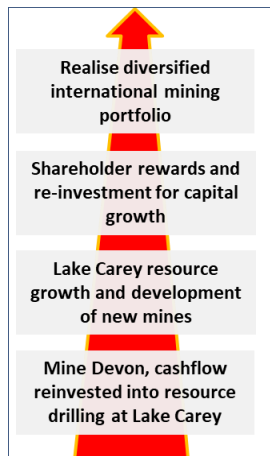 Realise diversified
international mining
portfolio
Shareholder rewards and
re-investment for capital
growth
Lake Carey resource
growth and development
of new mines
Mine Devon, cashflow
reinvested into resource
drilling at Lake Carey